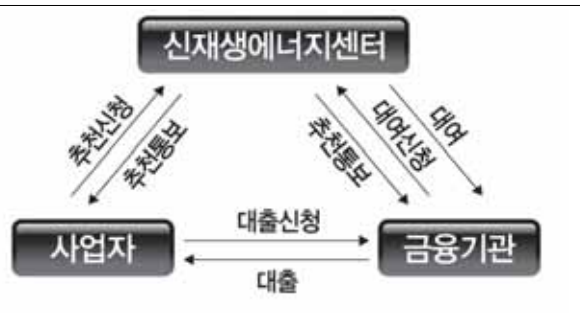 신재생에너지센터
추천신청
추천통보
추천통보
대여신청
대여
사업자
대출신청
대출
금융기관